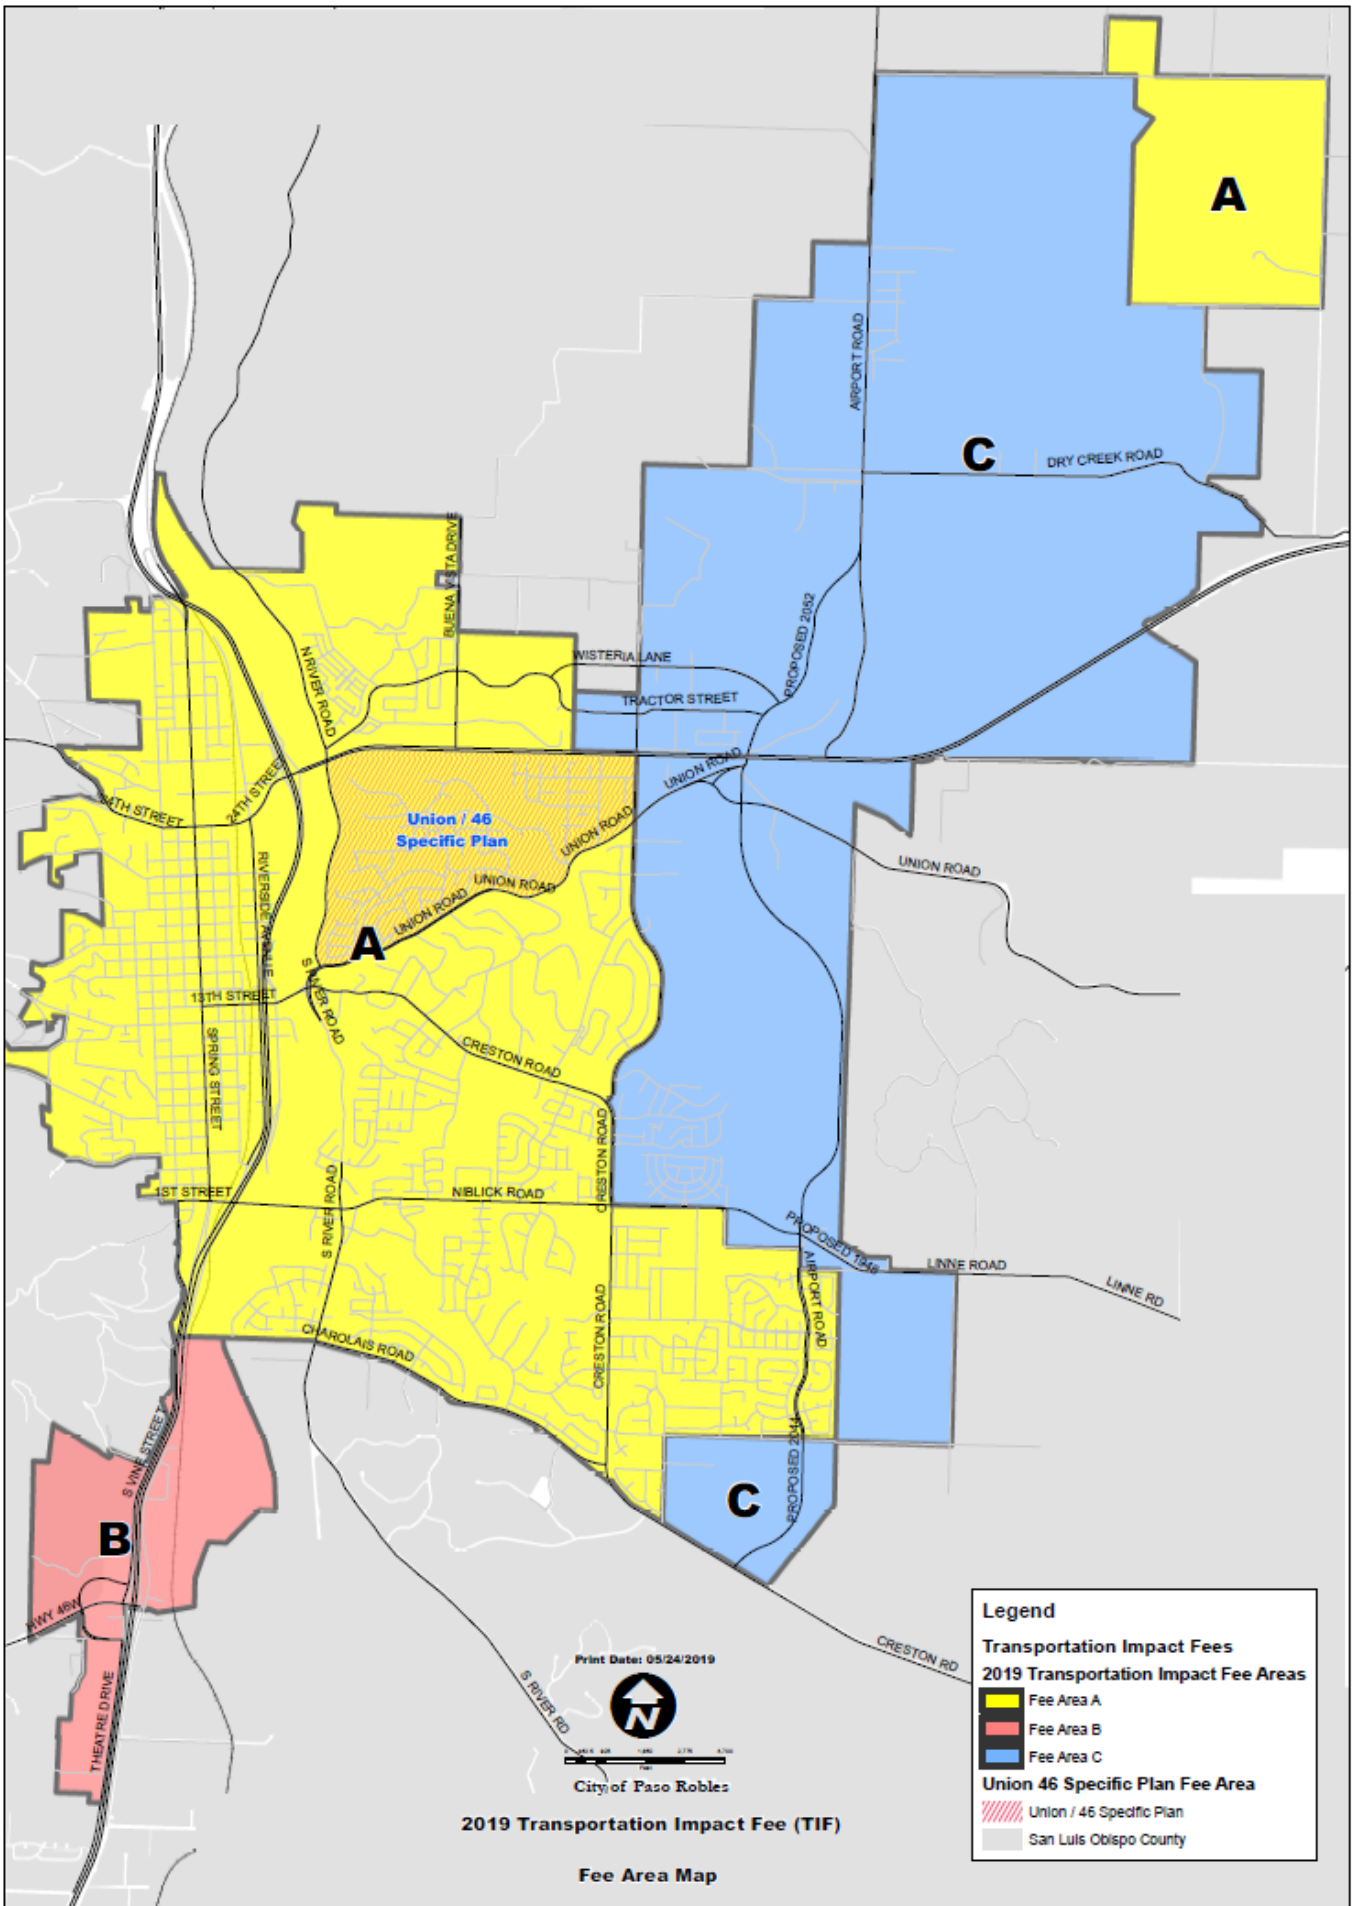 A
AIRPORT ROAD
C
DRY CREEK ROAD
BUENA VISTA DRIVE
PROPOSED 2052
N RIVER ROAD
WISTERIA LANE
TRACTOR STREET
UNION ROAD
24TH STREET
24TH STREET
Union / 46
Specific Plan
UNION ROAD
UNION ROAD
UNION ROAD
UNION ROAD
RIVERSIDE AVENUE
A
S RIVER ROAD
13TH STREET
SPRING STREET
CRESTON ROAD
CRESTON ROAD
1ST STREET
S RIVER ROAD
NIBLICK ROAD
PROPOSED 1948
LINNE ROAD
LINNE RD
AIRPORT ROAD
CRESTON ROAD
CHAROLAIS ROAD
S VINE STREET
PROPOSED 2044
C
B
HWY 46W
THEATRE DRIVE
S RIVER RD
CRESTON RD
Print Date: 05/24/2019
N
Feet
City of Paso Robles
2019 Transportation Impact Fee (TIF)
Fee Area Map
Legend
Transportation Impact Fees
2019 Transportation Impact Fee Areas
Fee Area A
Fee Area B
Fee Area C
Union 46 Specific Plan Fee Area
Union / 46 Specific Plan
San Luis Obispo County